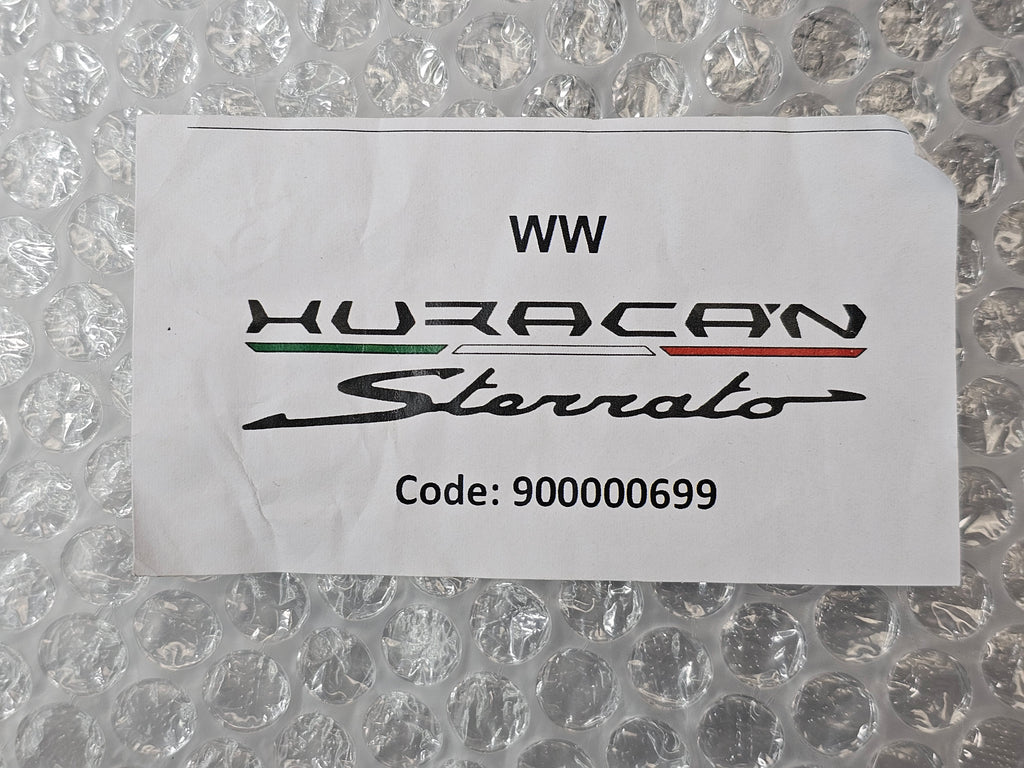 WW
HURACÁN
Sterrato
Code: 900000699